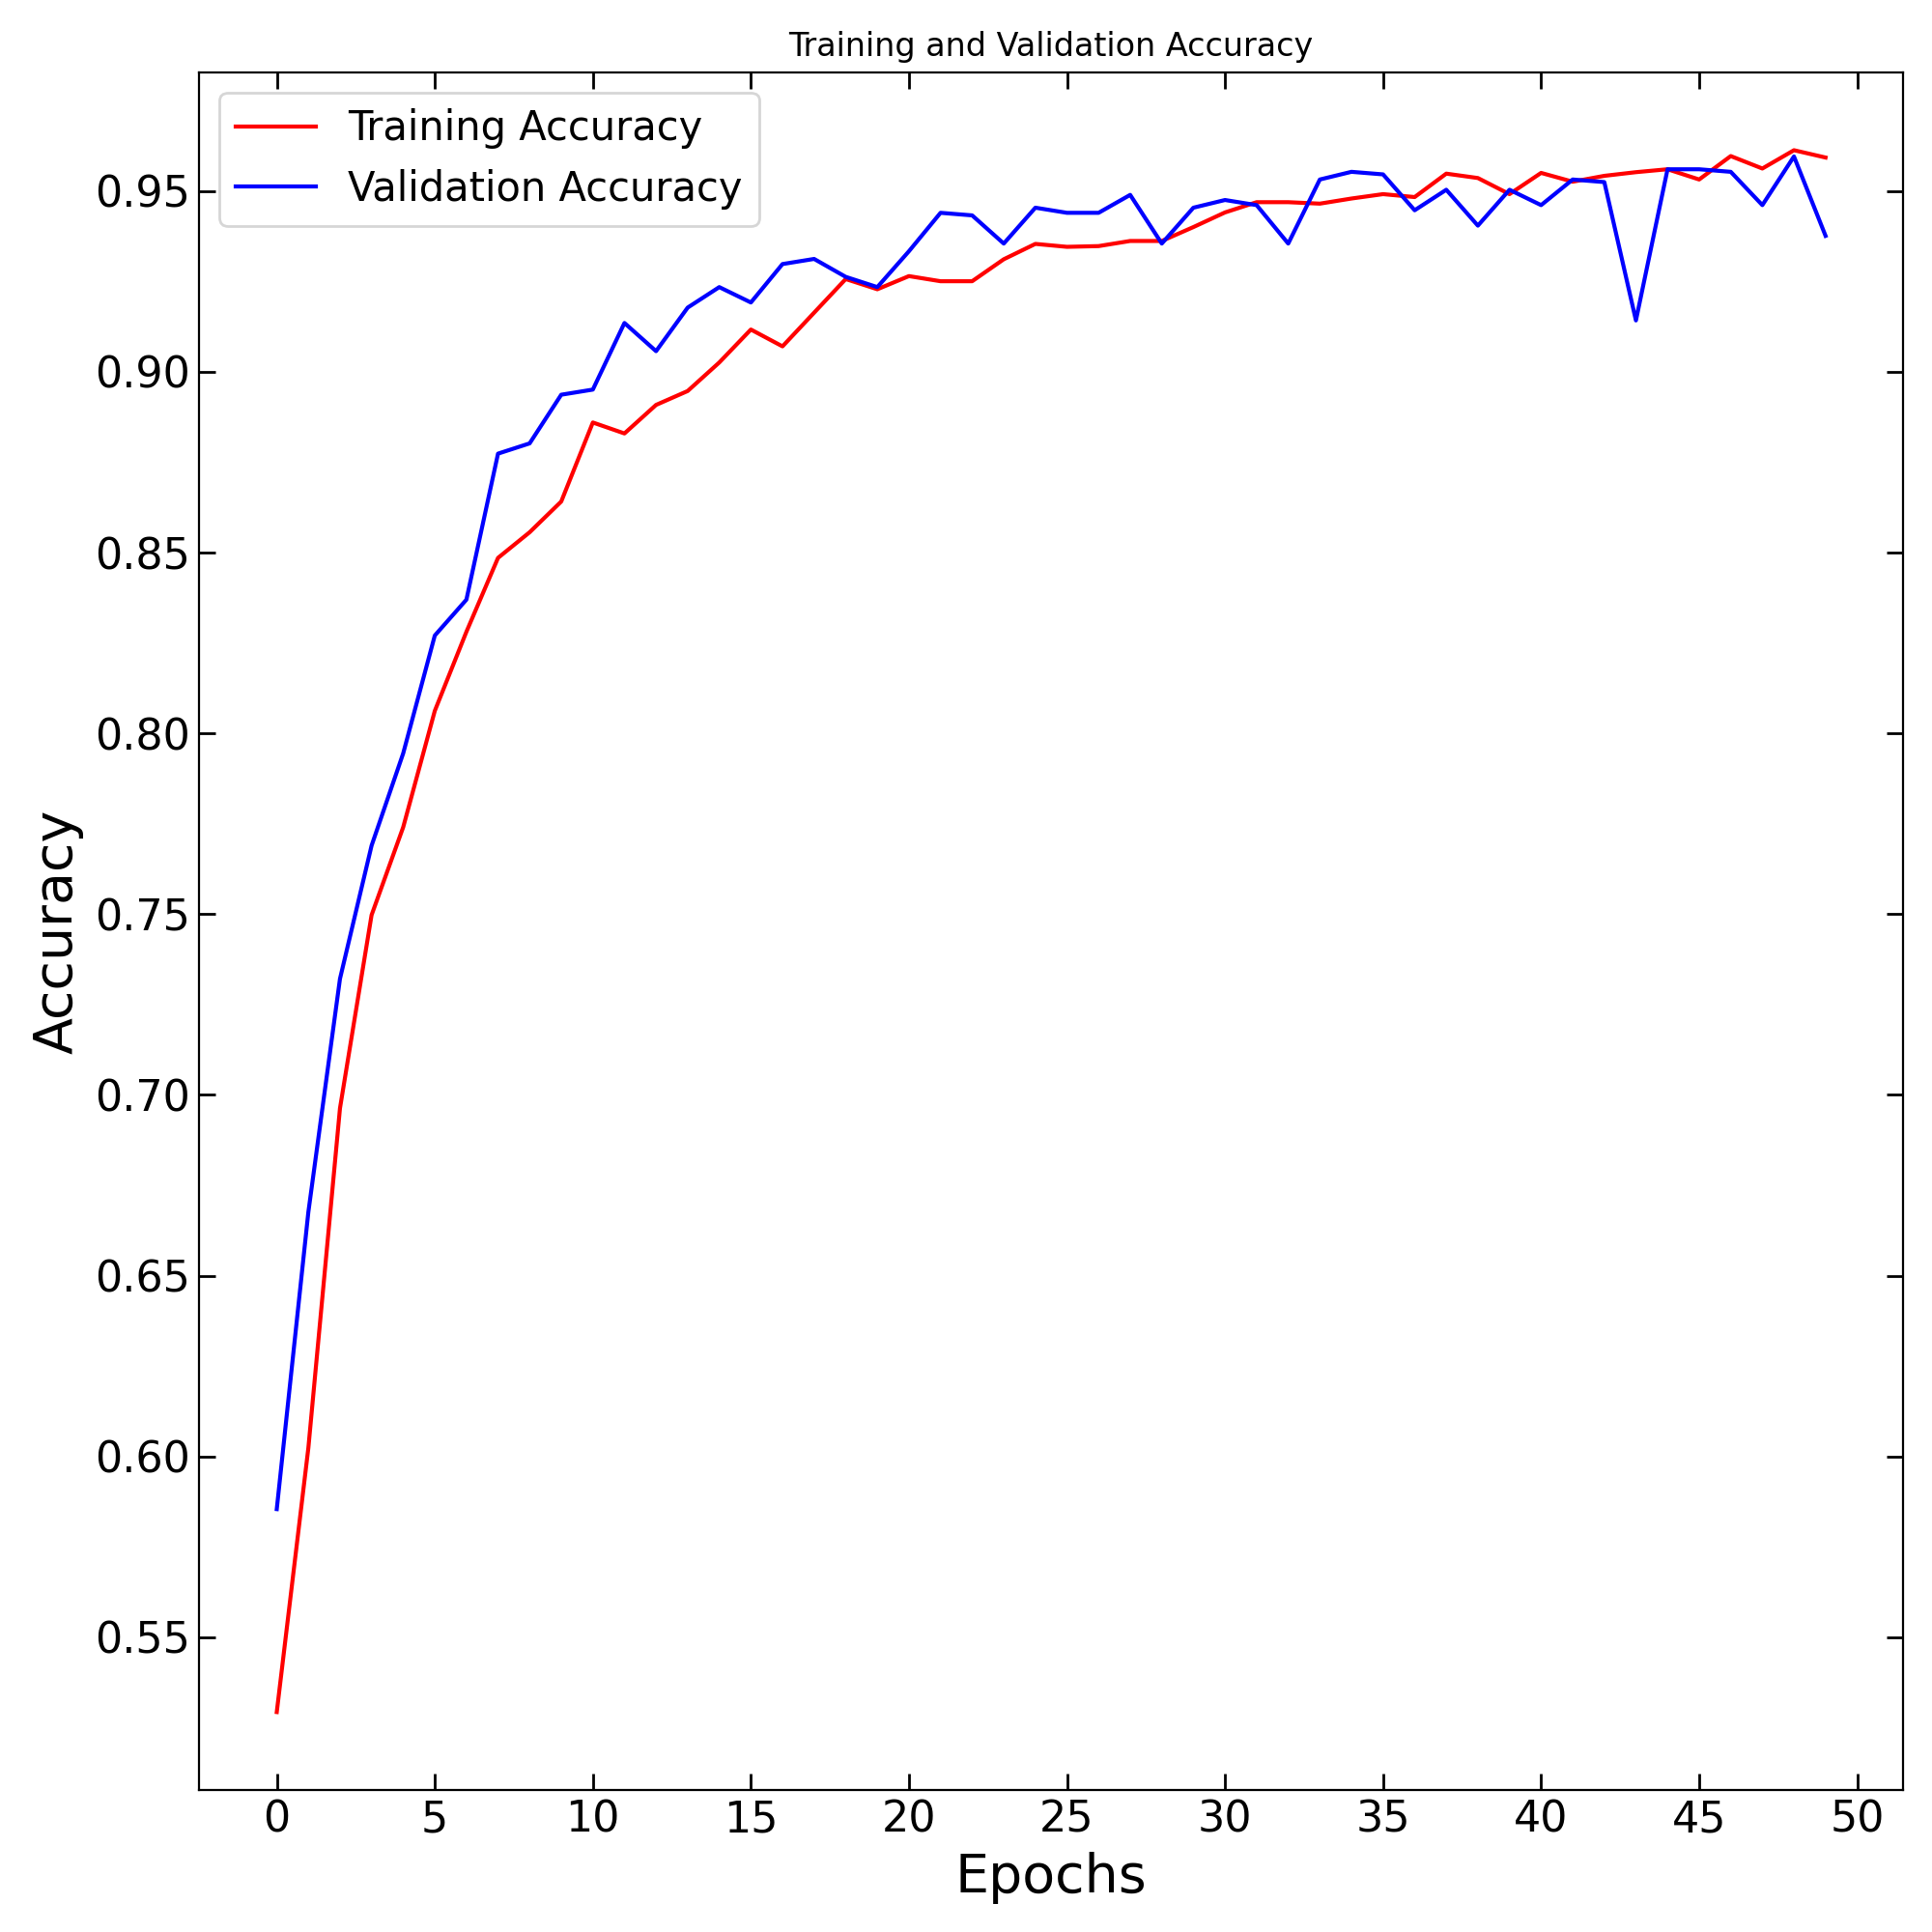 Training and Validation Accuracy
Training Accuracy
Validation Accuracy
0.95
0.90
0.85
0.80
0.75
0.70
0.65
0.60
0.55
Accuracy
0 5 10 15 20 25 30 35 40 45 50
Epochs